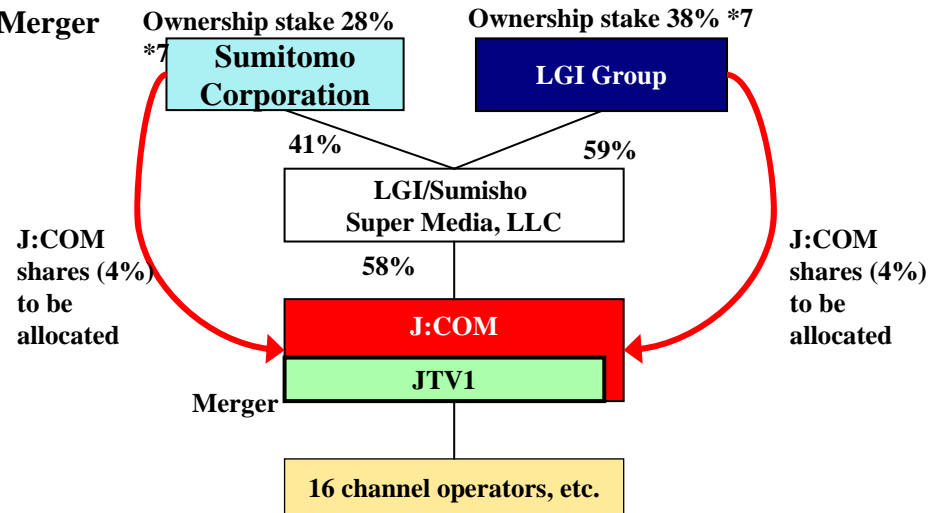 Merger
Ownership stake 28%
*7
Ownership stake 38% *7
Sumitomo
Corporation
LGI Group
41%
59%
LGI/Sumisho
Super Media, LLC
58%
J:COM
shares (4%)
to be
allocated
J:COM
shares (4%)
to be
allocated
J:COM
JTV1
Merger
16 channel operators, etc.